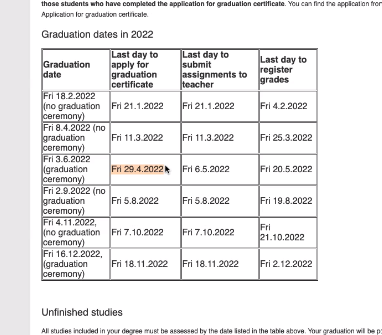 those students who have completed the application for graduation certificate. You can find the application
Application for graduation certificate.
Graduation dates in 2022
Graduation date | Last day to apply for graduation certificate | Last day to submit assignments to teacher | Last day to register grades
Fri 18.2.2022 (no graduation ceremony) | Fri 21.1.2022 | Fri 21.1.2022 | Fri 4.2.2022
Fri 8.4.2022 (no graduation ceremony) | Fri 11.3.2022 | Fri 11.3.2022 | Fri 25.3.2022
Fri 3.6.2022 (graduation ceremony) | Fri 29.4.2022 | Fri 6.5.2022 | Fri 20.5.2022
Fri 2.9.2022 (no graduation ceremony) | Fri 5.8.2022 | Fri 5.8.2022 | Fri 19.8.2022
Fri 4.11.2022, (no graduation ceremony) | Fri 7.10.2022 | Fri 7.10.2022 | Fri 21.10.2022
Fri 16.12.2022, (graduation ceremony) | Fri 18.11.2022 | Fri 18.11.2022 | Fri 2.12.2022
Unfinished studies
All studies included in your degree must be assessed by the date listed in the table above. Your graduation will be